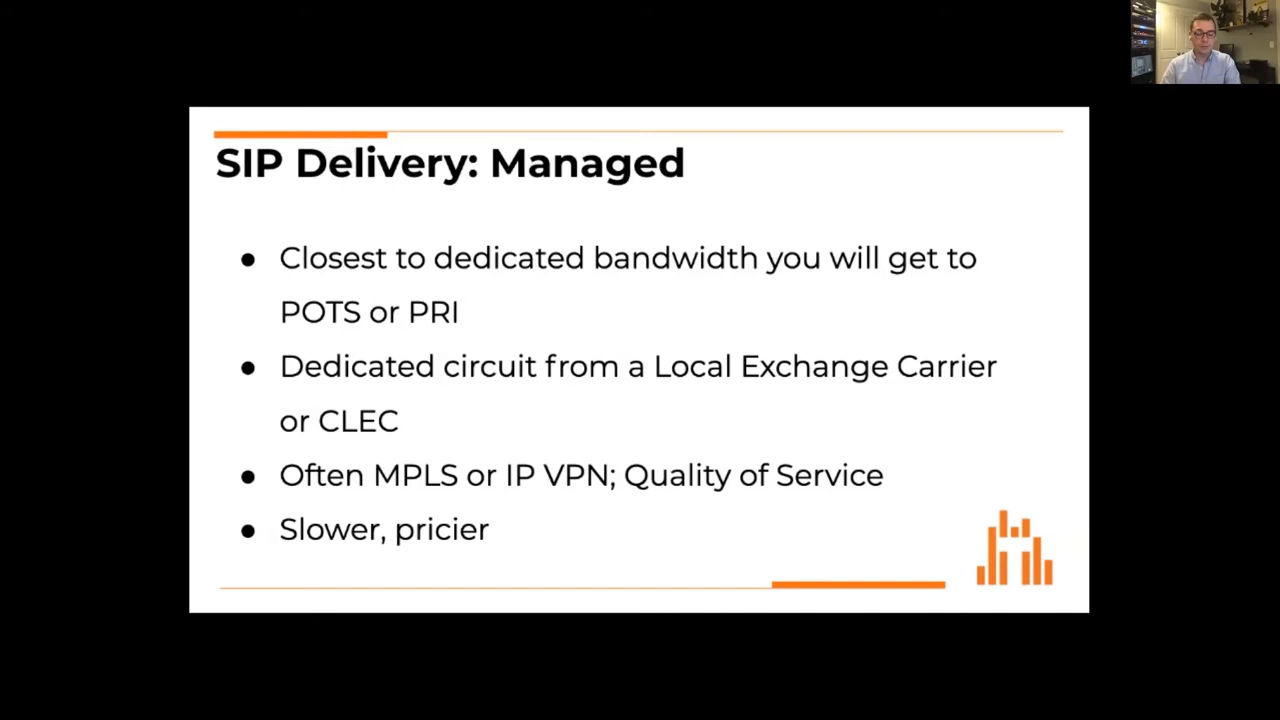 SIP Delivery: Managed
● Closest to dedicated bandwidth you will get to
POTS or PRI
● Dedicated circuit from a Local Exchange Carrier
or CLEC
● Often MPLS or IP VPN; Quality of Service
● Slower, pricier